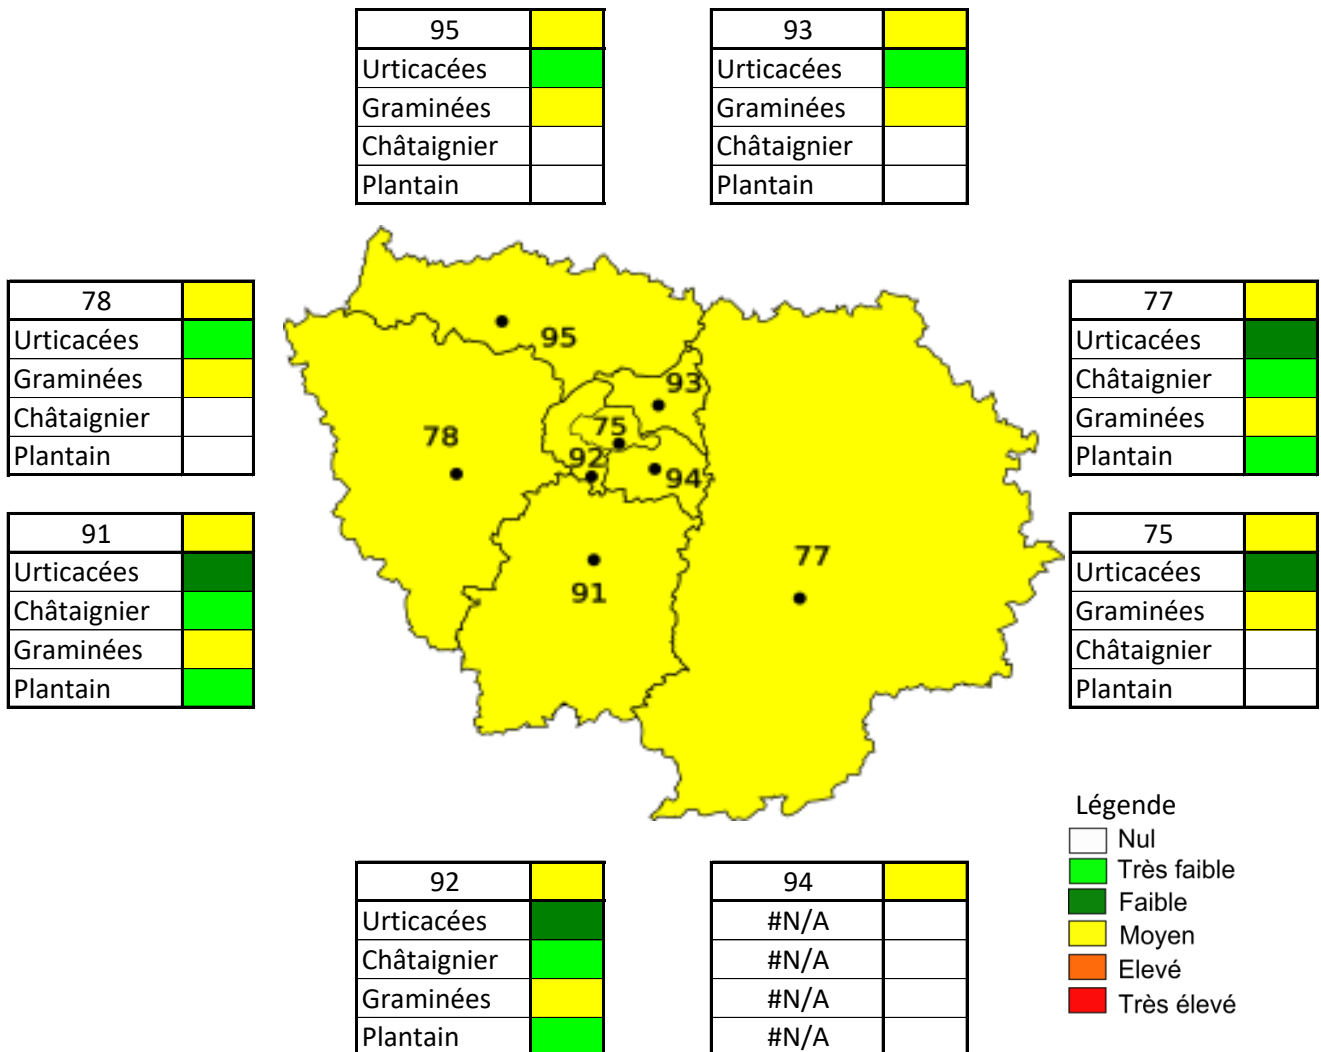 95
Urticacées
Graminées
Châtaignier
Plantain
93
Urticacées
Graminées
Châtaignier
Plantain
78
Urticacées
Graminées
Châtaignier
Plantain
91
Urticacées
Châtaignier
Graminées
Plantain
95
93
75
78
92
94
77
91
77
Urticacées
Châtaignier
Graminées
Plantain
75
Urticacées
Graminées
Châtaignier
Plantain
92
Urticacées
Châtaignier
Graminées
Plantain
94
#N/A
#N/A
#N/A
#N/A
Légende
Nul
Très faible
Faible
Moyen
Elevé
Très élevé